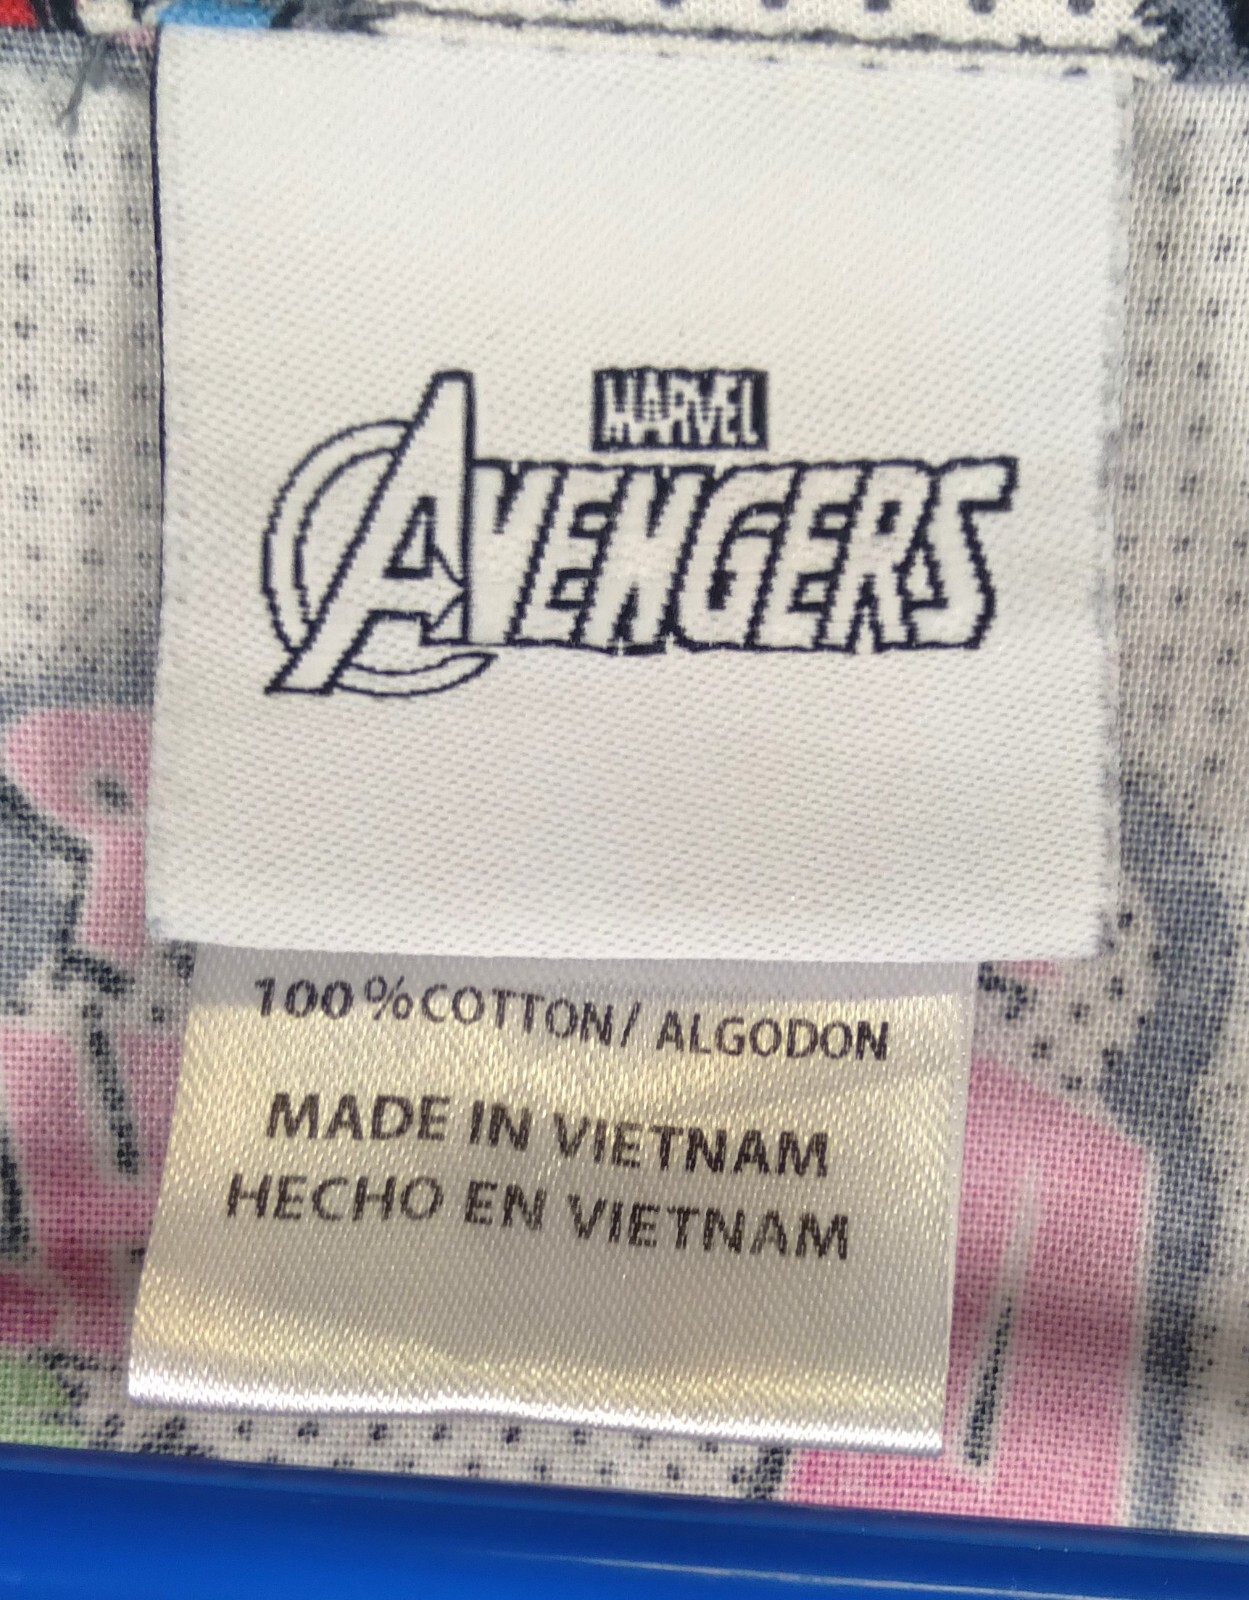 MARVEL
AVENGERS
100% COTTON/ ALGODON
MADE IN VIETNAM
HECHO EN VIETNAM